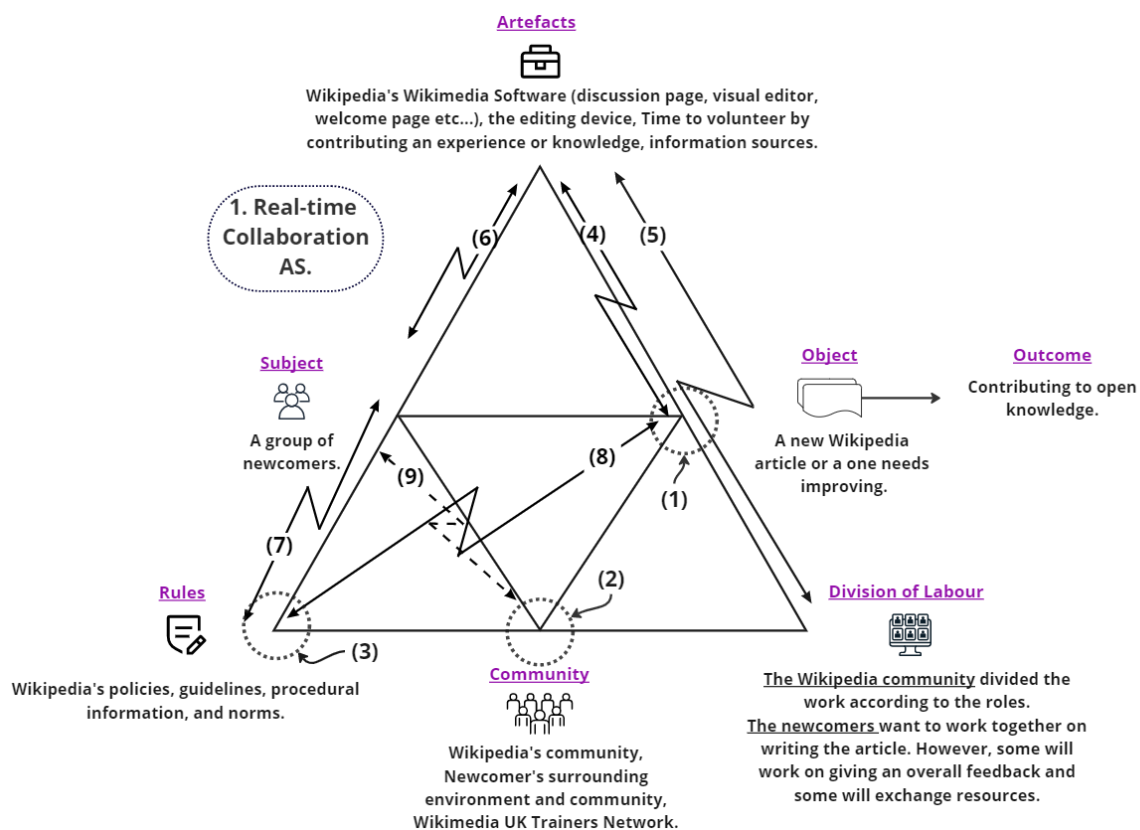 Artefacts
Wikipedia's Wikimedia Software (discussion page, visual editor,
welcome page etc...), the editing device, Time to volunteer by
contributing an experience or knowledge, information sources.
1. Real-time
Collaboration
AS.
(6)
(4)
(5)
Subject
A group of
newcomers.
Object
A new Wikipedia
article or a one needs
improving.
Outcome
Contributing to open
knowledge.
(9)
(8)
(1)
(7)
(2)
(3)
Rules
Wikipedia's policies, guidelines, procedural
information, and norms.
Community
Wikipedia's community,
Newcomer's surrounding
environment and community,
Wikimedia UK Trainers Network.
Division of Labour
The Wikipedia community divided the
work according to the roles.
The newcomers want to work together on
writing the article. However, some will
work on giving an overall feedback and
some will exchange resources.